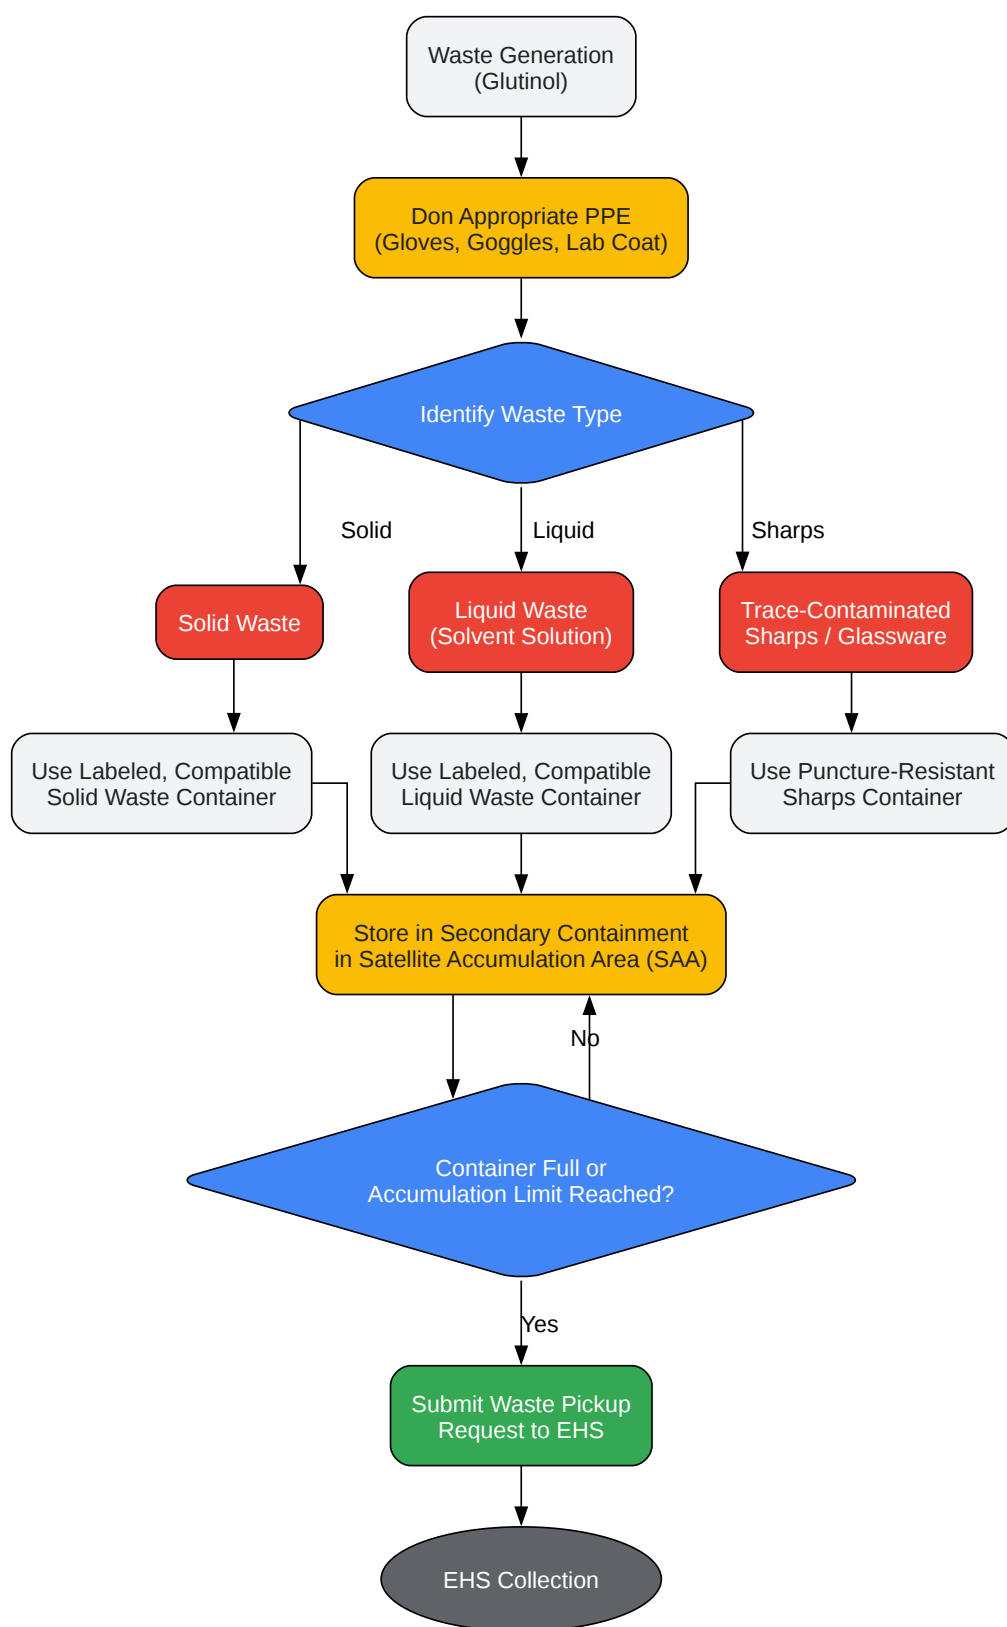 Waste Generation
(Glutinol)
Don Appropriate PPE
(Gloves, Goggles, Lab Coat)
Identify Waste Type
Solid
Liquid
Sharps
Solid Waste
Liquid Waste
(Solvent Solution)
Trace-Contaminated
Sharps / Glassware
Use Labeled, Compatible
Solid Waste Container
Use Labeled, Compatible
Liquid Waste Container
Use Puncture-Resistant
Sharps Container
Store in Secondary Containment
in Satellite Accumulation Area (SAA)
No
Container Full or
Accumulation Limit Reached?
Yes
Submit Waste Pickup
Request to EHS
EHS Collection